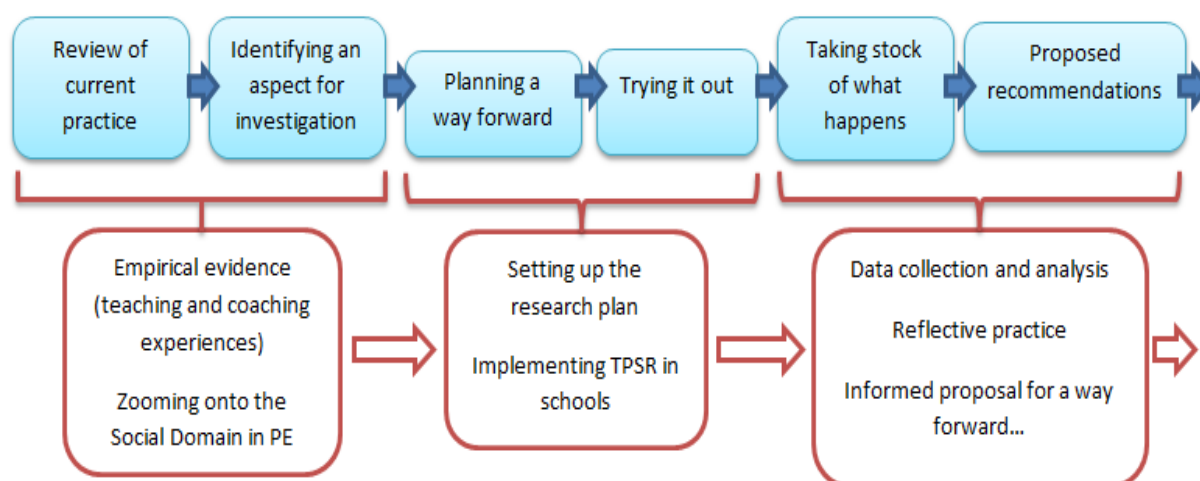 Review of
current
practice
Identifying an
aspect for
investigation
Planning a
way forward
Trying it out
Taking stock
of what
happens
Proposed
recommendations
Empirical evidence
(teaching and coaching
experiences)
Zooming onto the
Social Domain in PE
Setting up the
research plan
Implementing TPSR in
schools
Data collection and analysis
Reflective practice
Informed proposal for a way
forward...